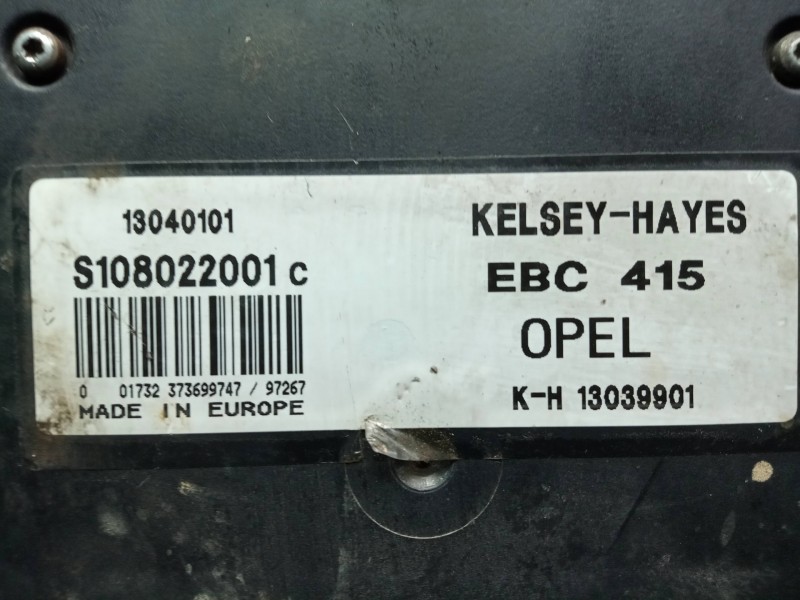 13040101
S108022001 C
0 01732 373699747 / 97267
MADE IN EUROPE
KELSEY-HAYES
EBC 415
OPEL
K-H 13039901